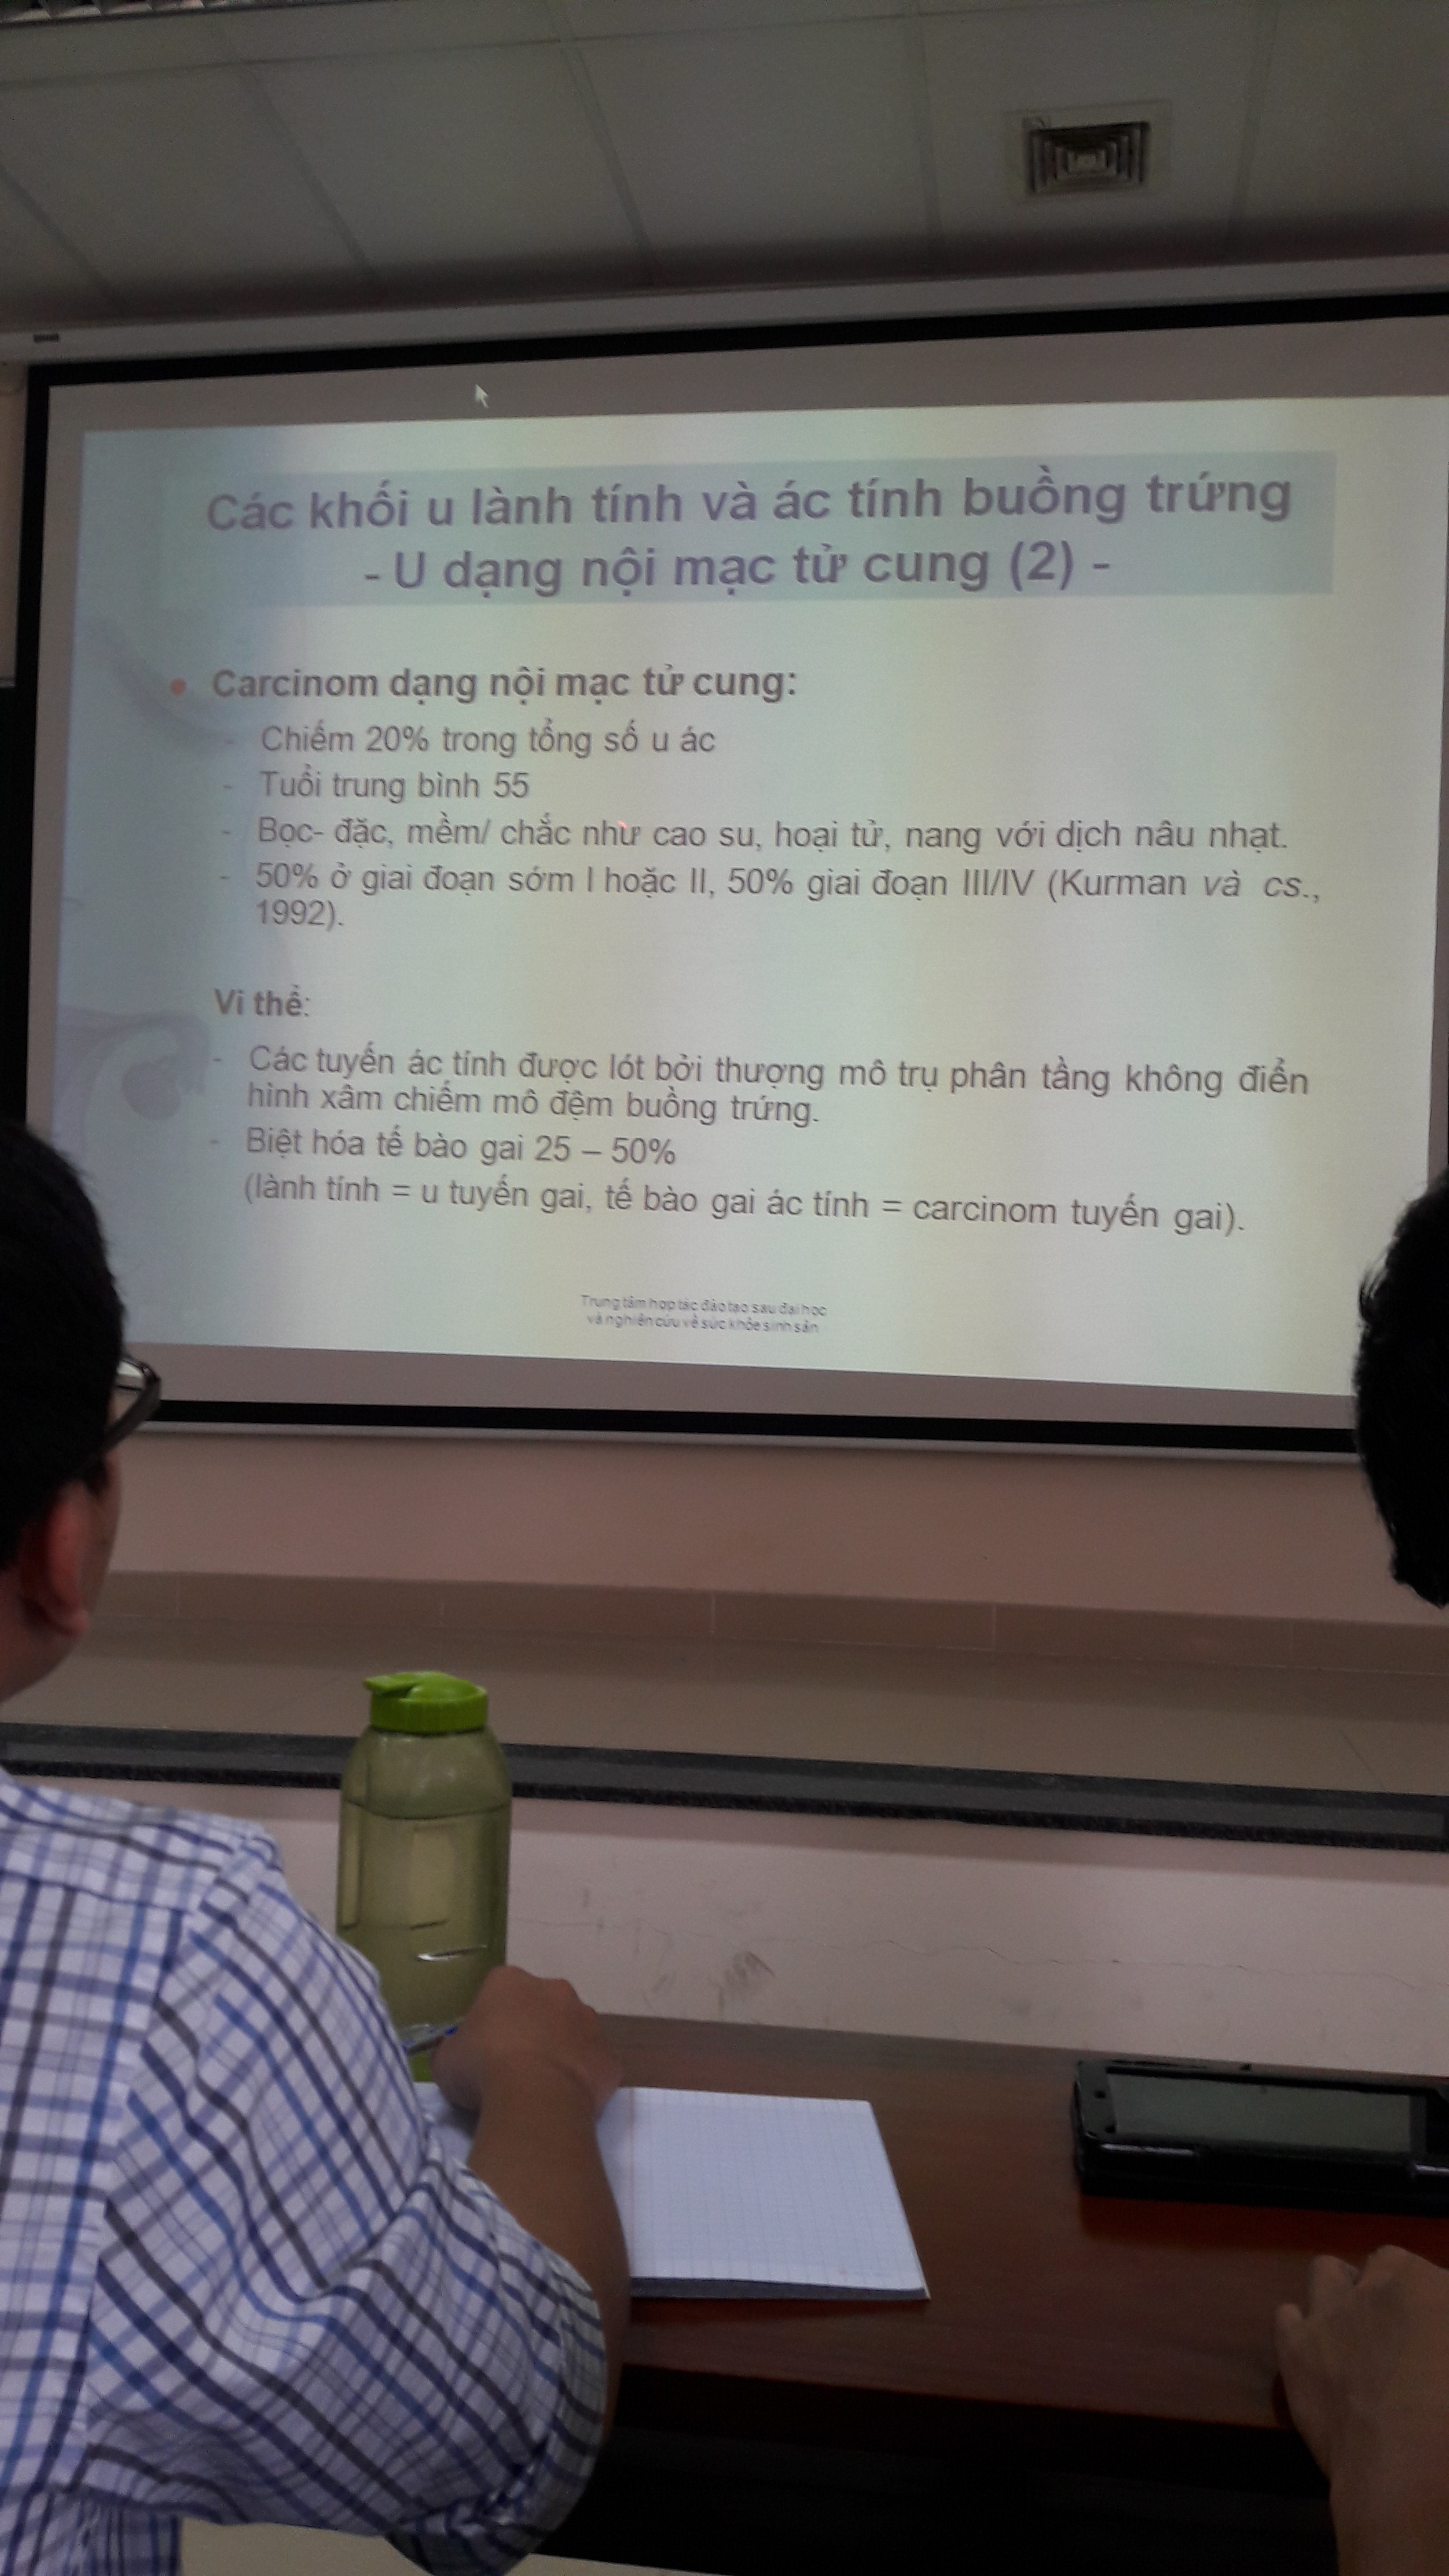 Các khối u lành tính và ác tính buồng trứng
- U dạng nội mạc tử cung (2) -
• Carcinom dạng nội mạc tử cung:
- Chiếm 20% trong tổng số u ác
- Tuổi trung bình 55
- Bọc- đặc, mềm/ chắc như cao su, hoại tử, nang với dịch nâu nhạt.
- 50% ở giai đoạn sớm I hoặc II, 50% giai đoạn III/IV (Kurman và cs.,
1992).
Vi thể:
- Các tuyến ác tính được lót bởi thượng mô trụ phân tầng không điển
hình xâm chiếm mô đệm buồng trứng.
- Biệt hóa tế bào gai 25 – 50%
(lành tính = u tuyến gai, tế bào gai ác tính = carcinom tuyến gai).
Trung tâm hợp tác đào tạo sau đại học
và nghiên cứu về sức khỏe sinh sản